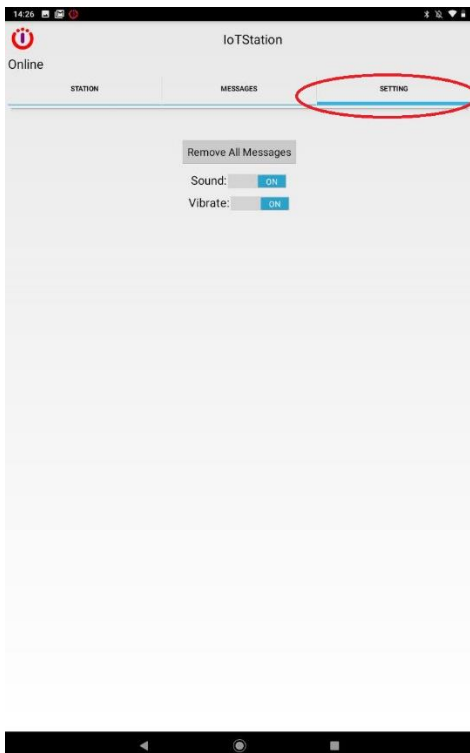 14:26
IoTStation
Online
STATION MESSAGES SETTING
Remove All Messages
Sound: ON
Vibrate: ON